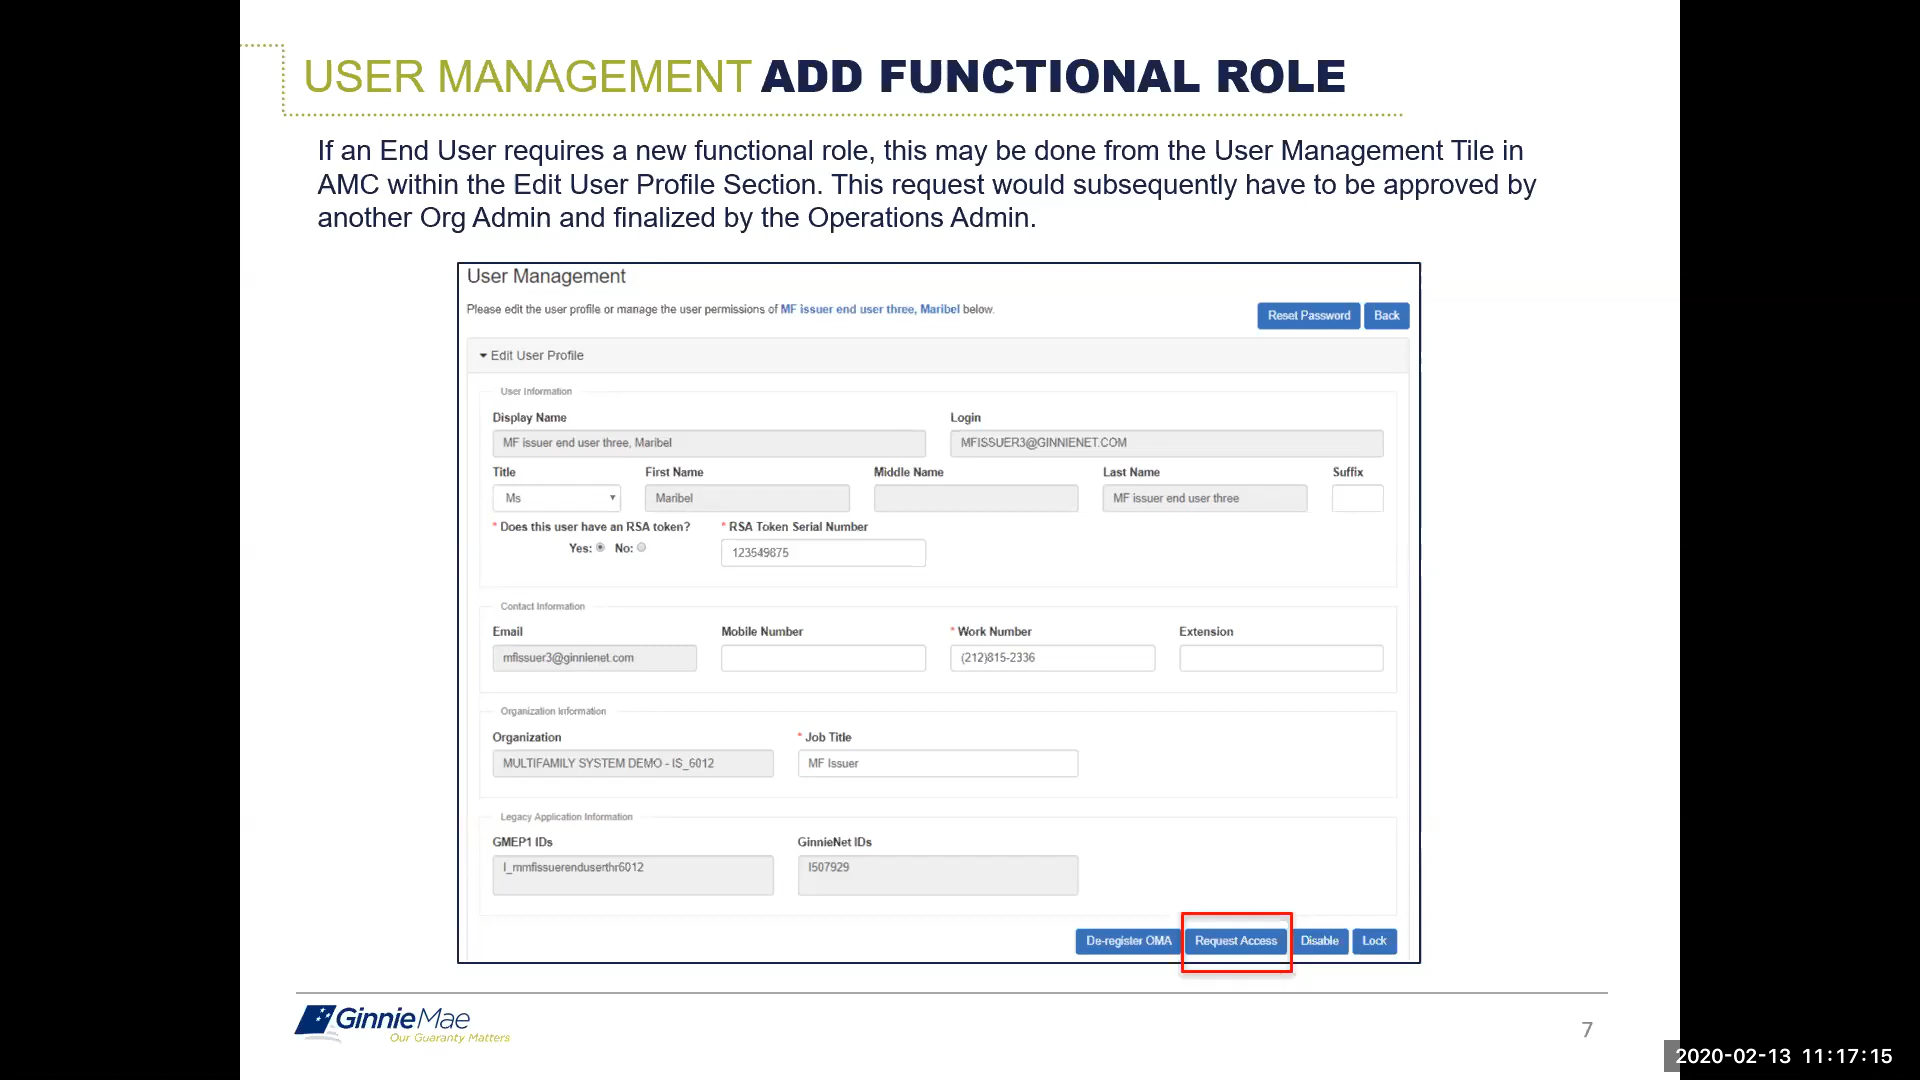 USER MANAGEMENT ADD FUNCTIONAL ROLE
If an End User requires a new functional role, this may be done from the User Management Tile in
AMC within the Edit User Profile Section. This request would subsequently have to be approved by
another Org Admin and finalized by the Operations Admin.
User Management
Please edit the user profile or manage the user permissions of MF issuer end user three, Maribel below.
Reset Password Back
Edit User Profile
User Information
Display Name Login
MF issuer end user three, Maribel MFISSUER3@GINNIENET.COM
Title First Name Middle Name Last Name Suffix
Ms Maribel MF issuer end user three
* Does this user have an RSA token? * RSA Token Serial Number
Yes: No:
123549875
Contact Information
Email Mobile Number * Work Number Extension
mfissuer3@ginnienet.com (212)815-2336
Organization Information
Organization * Job Title
MULTIFAMILY SYSTEM DEMO - IS_6012 MF Issuer
Legacy Application Information
GMEP1 IDs GinnieNet IDs
I_mmfissuerenduserthr6012 I507929
De-register OMA Request Access Disable Lock
GinnieMae
Our Guaranty Matters
7
2020-02-13 11:17:15